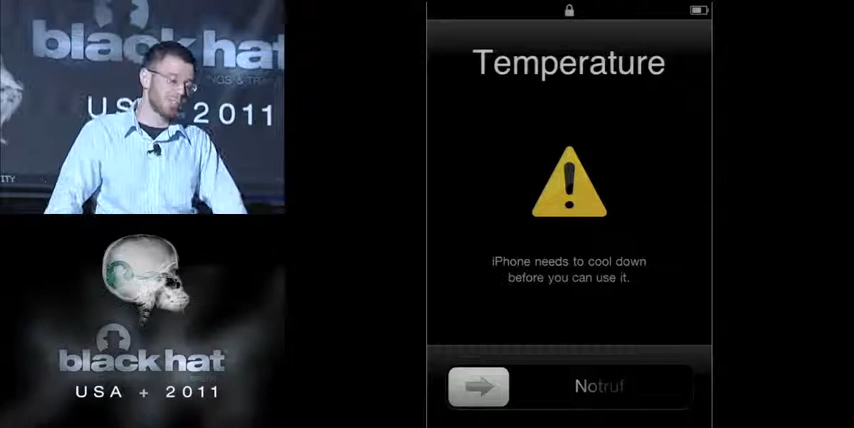 black hat
USA + 2011
ITY
black hat
USA + 2011
Temperature
iPhone needs to cool down
before you can use it.
Notruf